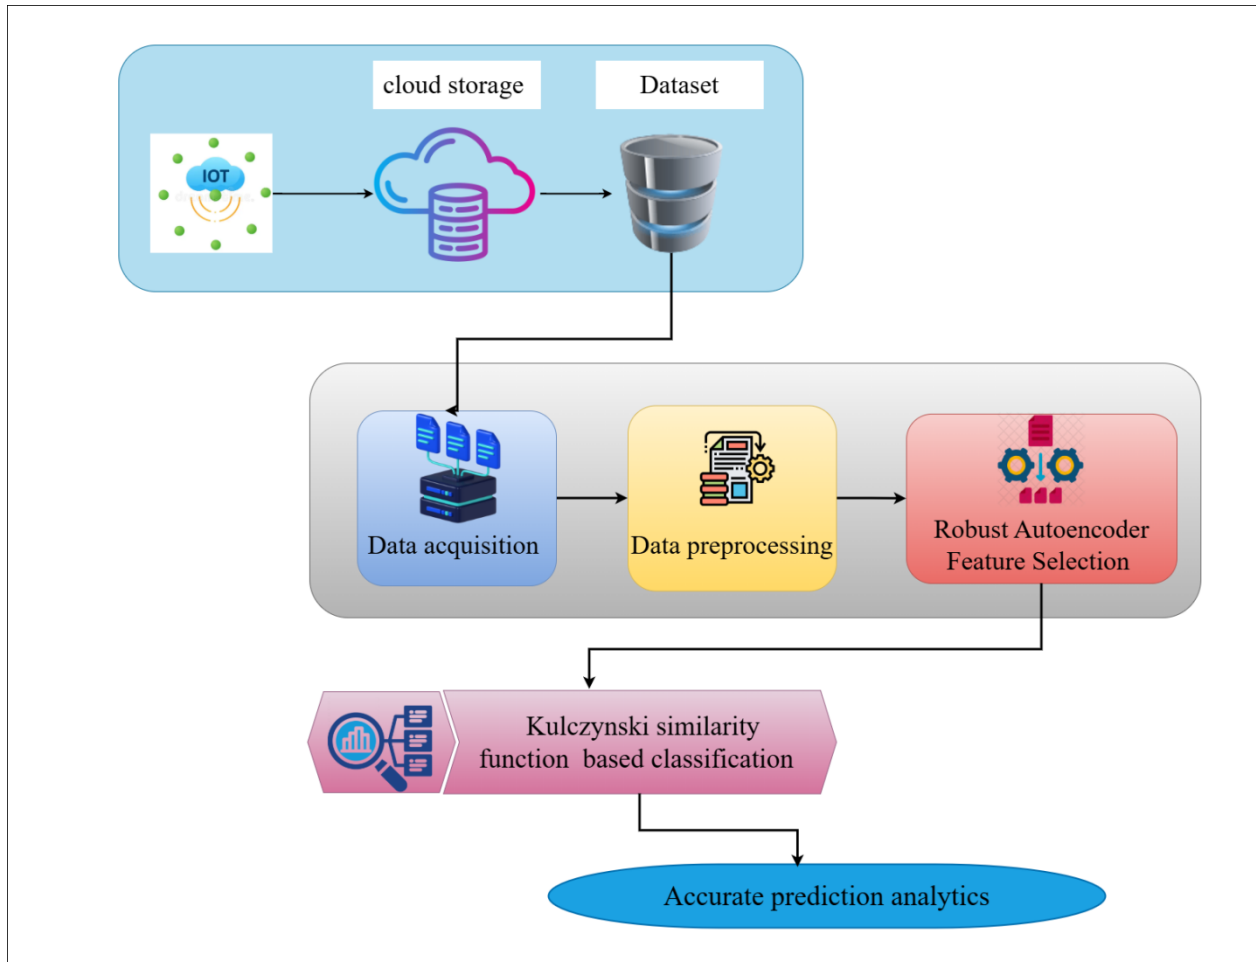 cloud storage
Dataset
IOT
Data acquisition
Data preprocessing
Robust Autoencoder
Feature Selection
Kulczynski similarity
function based classification
Accurate prediction analytics